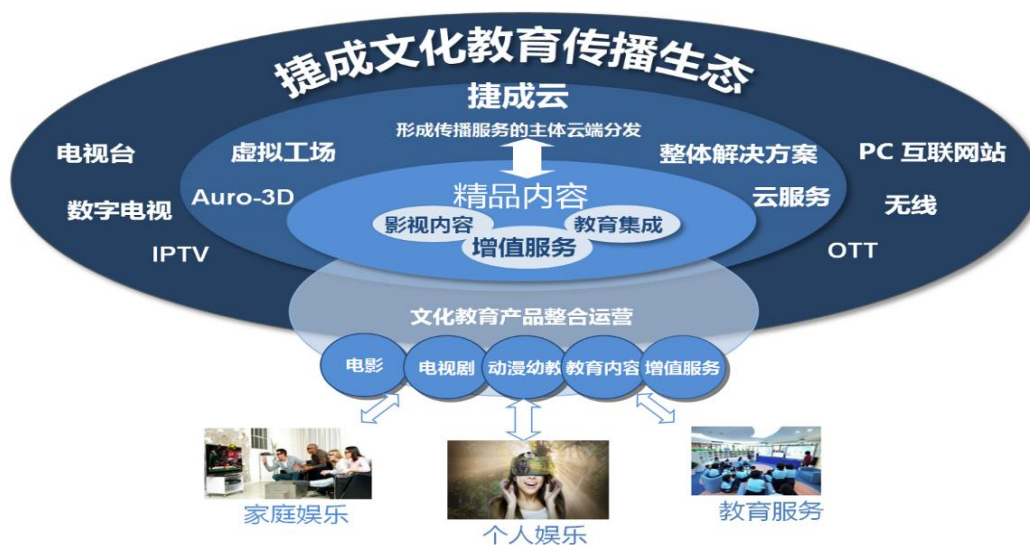 捷成文化教育传播生态
捷成云
形成传播服务的主体云端分发
电视台
虚拟工场
整体解决方案
PC 互联网站
数字电视
Auro-3D
精品内容
云服务
无线
影视内容
教育集成
增值服务
IPTV
OTT
文化教育产品整合运营
电影
电视剧
动漫幼教
教育内容
增值服务
家庭娱乐
个人娱乐
教育服务